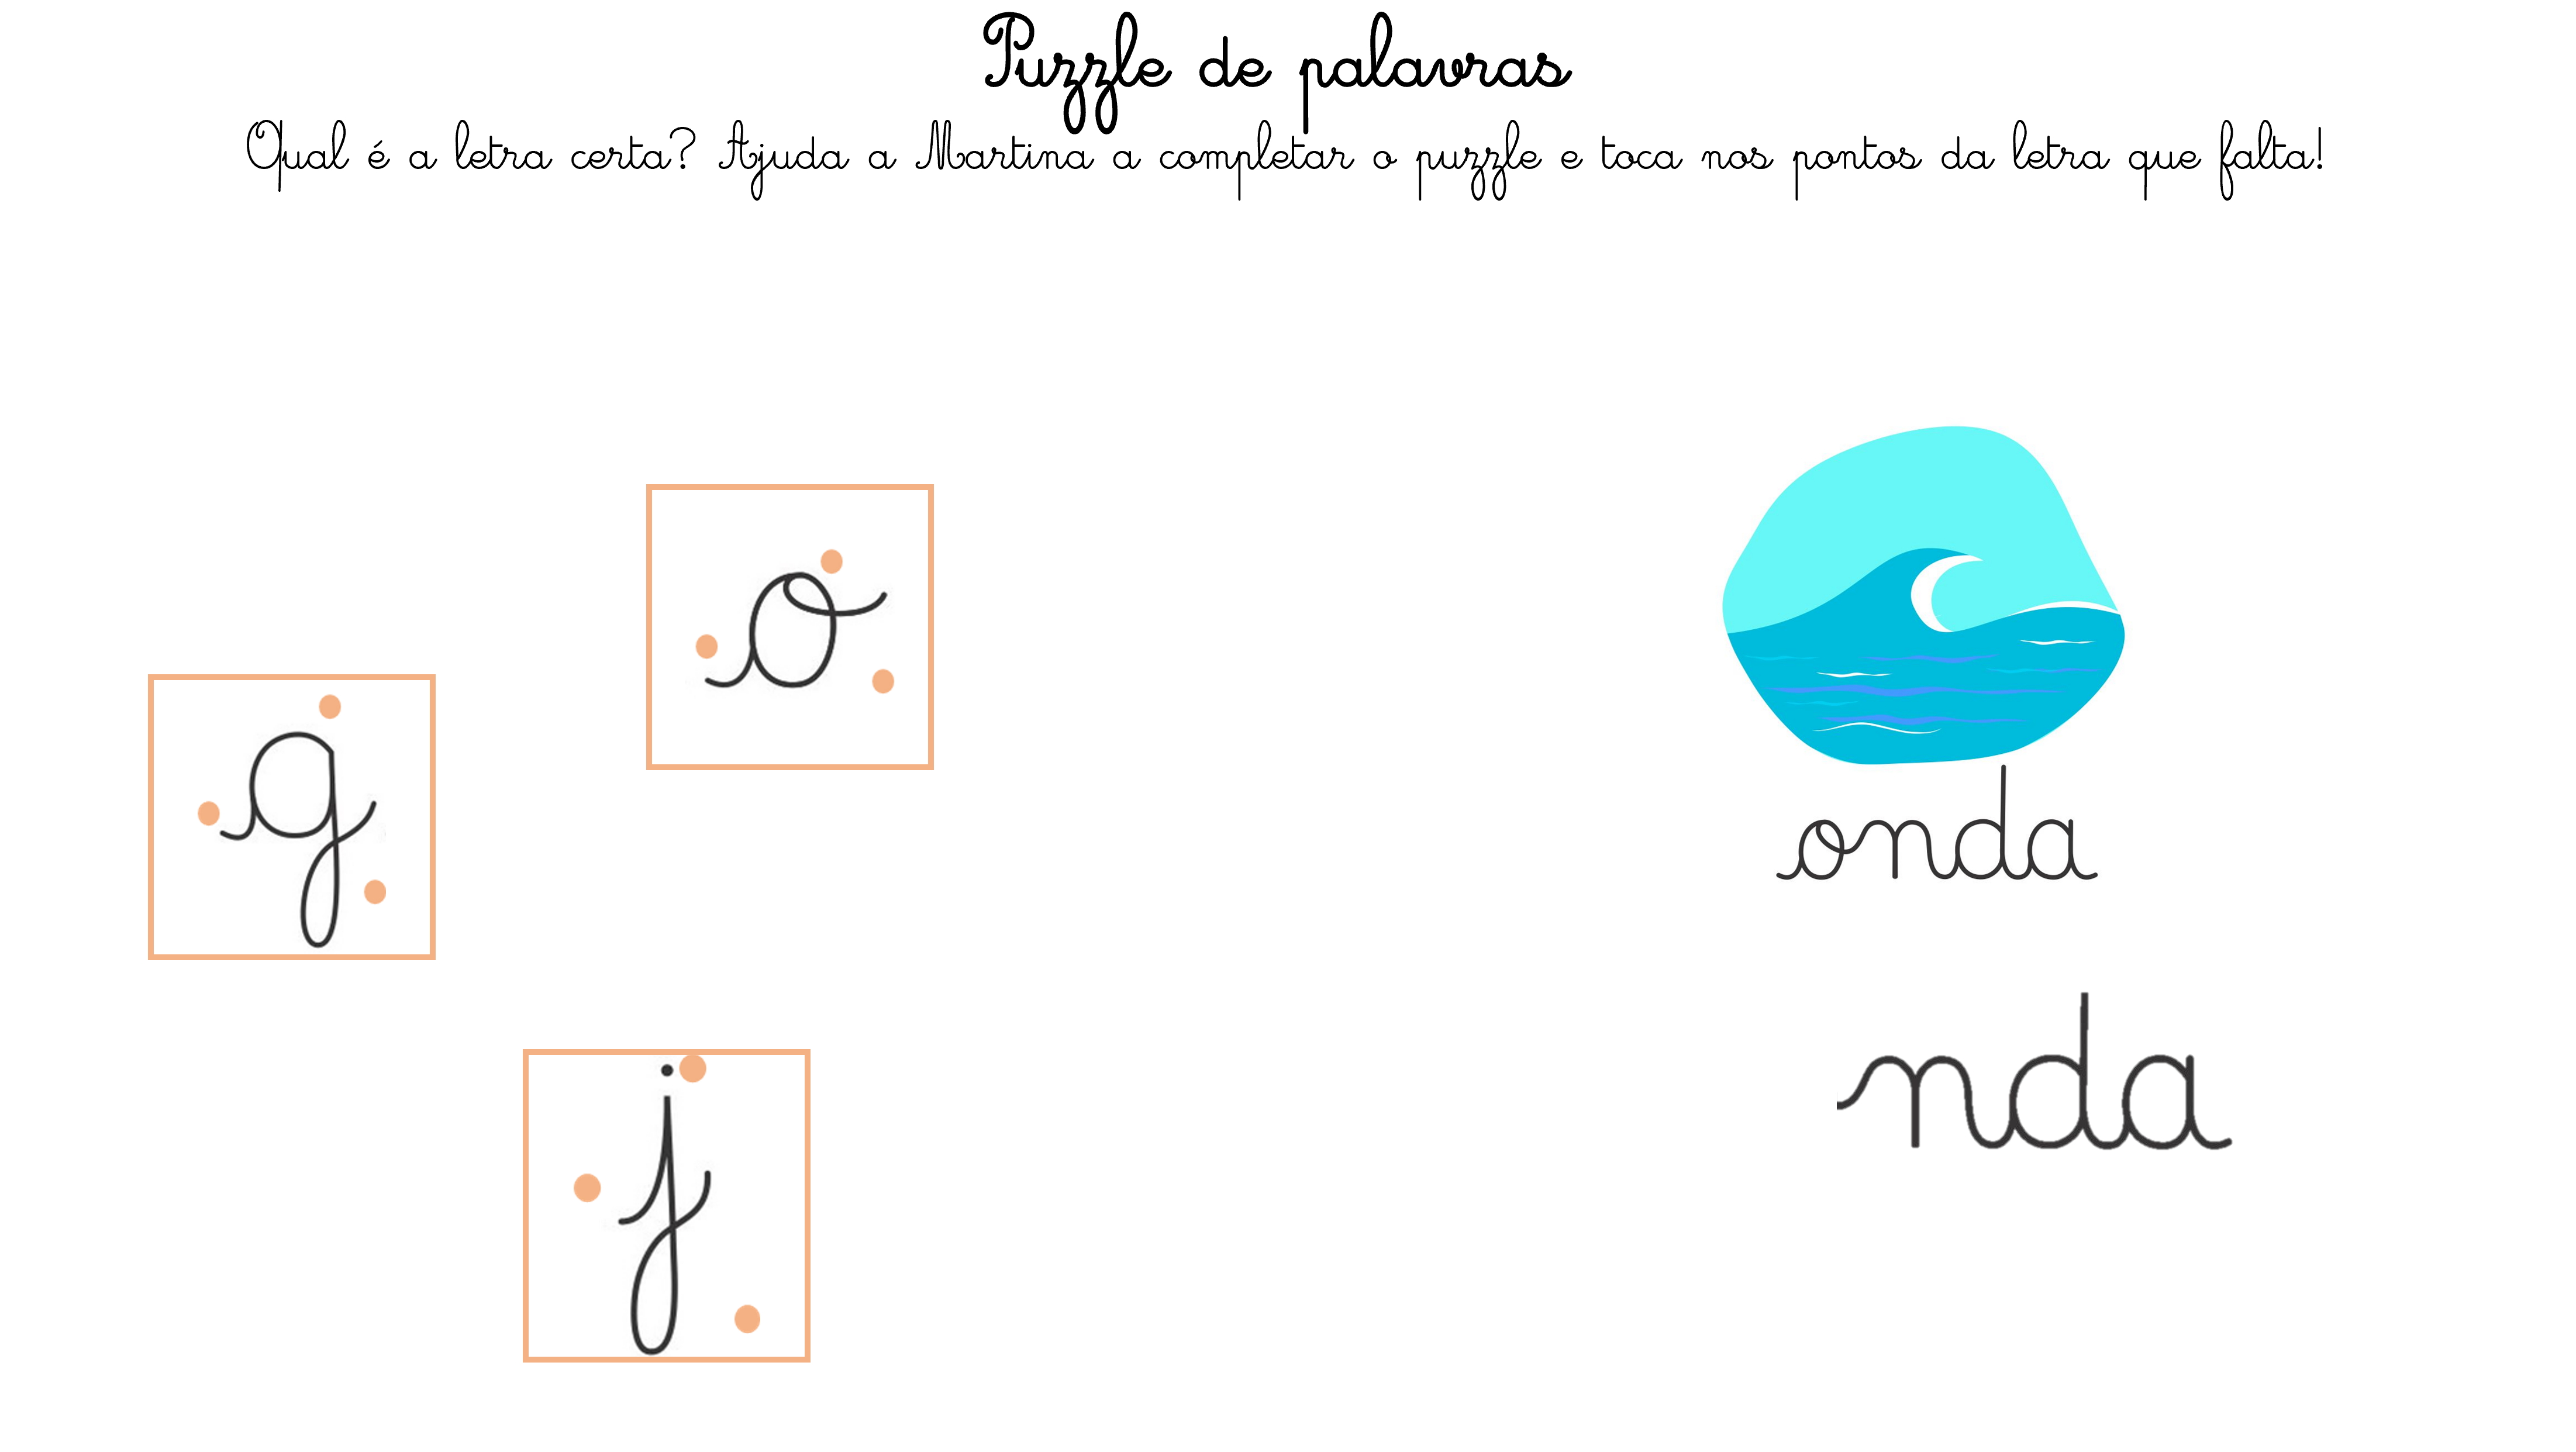 Puzzle de palavras
Qual é a letra certa? Ajuda a Martina a completar o puzzle e toca nos pontos da letra que falta!
o
g
onda
nda
j